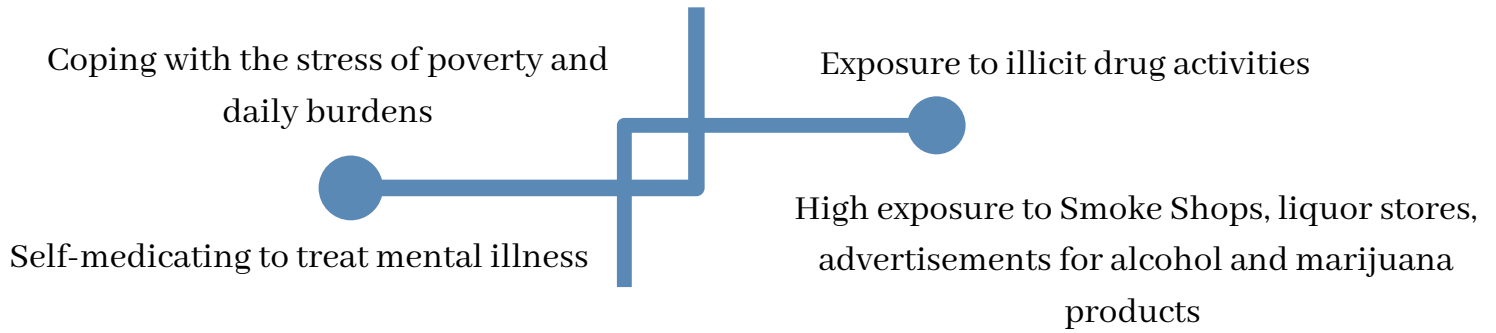 Coping with the stress of poverty and
daily burdens
Self-medicating to treat mental illness
Exposure to illicit drug activities
High exposure to Smoke Shops, liquor stores,
advertisements for alcohol and marijuana
products